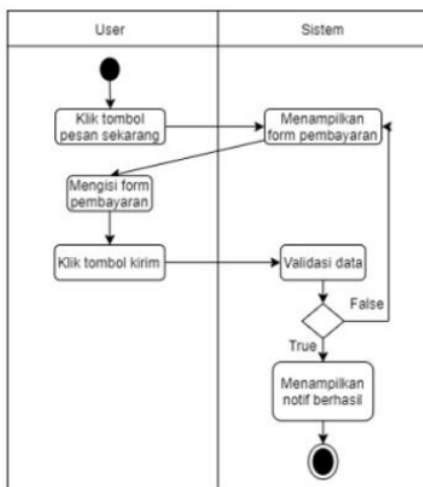 User
Sistem
Klik tombol
pesan sekarang
Menampilkan
form pembayaran
Mengisi form
pembayaran
Klik tombol kirim
Validasi data
False
True
Menampilkan
notif berhasil